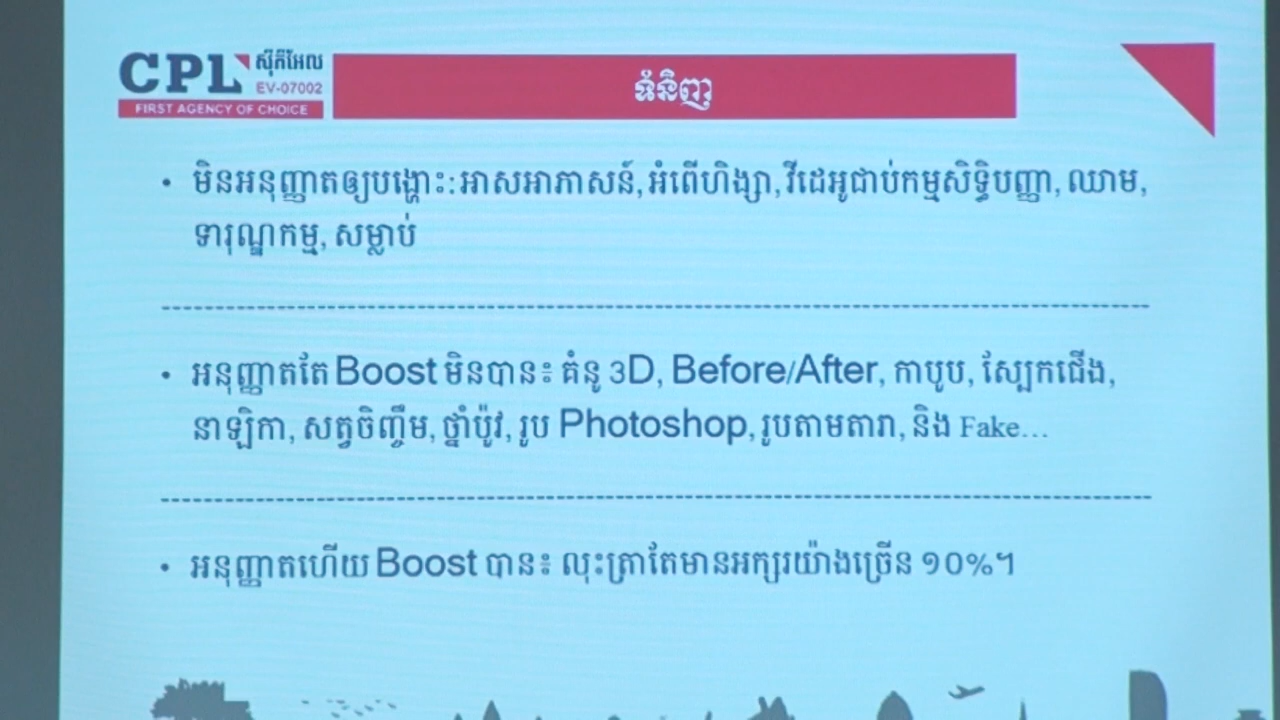 CPL ស៊ីភីអែល
EV-07002
FIRST AGENCY OF CHOICE
ទំនិញ
• មិនអនុញ្ញាតឲ្យបង្ហោះ:អាសអាភាសន៍, អំពើហិង្សា, វីដេអូជាប់កម្មសិទ្ធិបញ្ញា, ឈាម,
ទារុណ្ឌកម្ម, សម្លាប់
• អនុញ្ញាតតែ Boost មិនបាន៖ គំនូ 3D, Before/After, កាបូប, ស្បែកជើង,
នាឡិកា, សត្វចិញ្ចឹម, ថ្នាំប៉ូវ, រូប Photoshop, រូបតាមតារា, និង Fake...
• អនុញ្ញាតហើយ Boost បាន៖ លុះត្រាតែមានអក្សរយ៉ាងច្រើន ១០%។